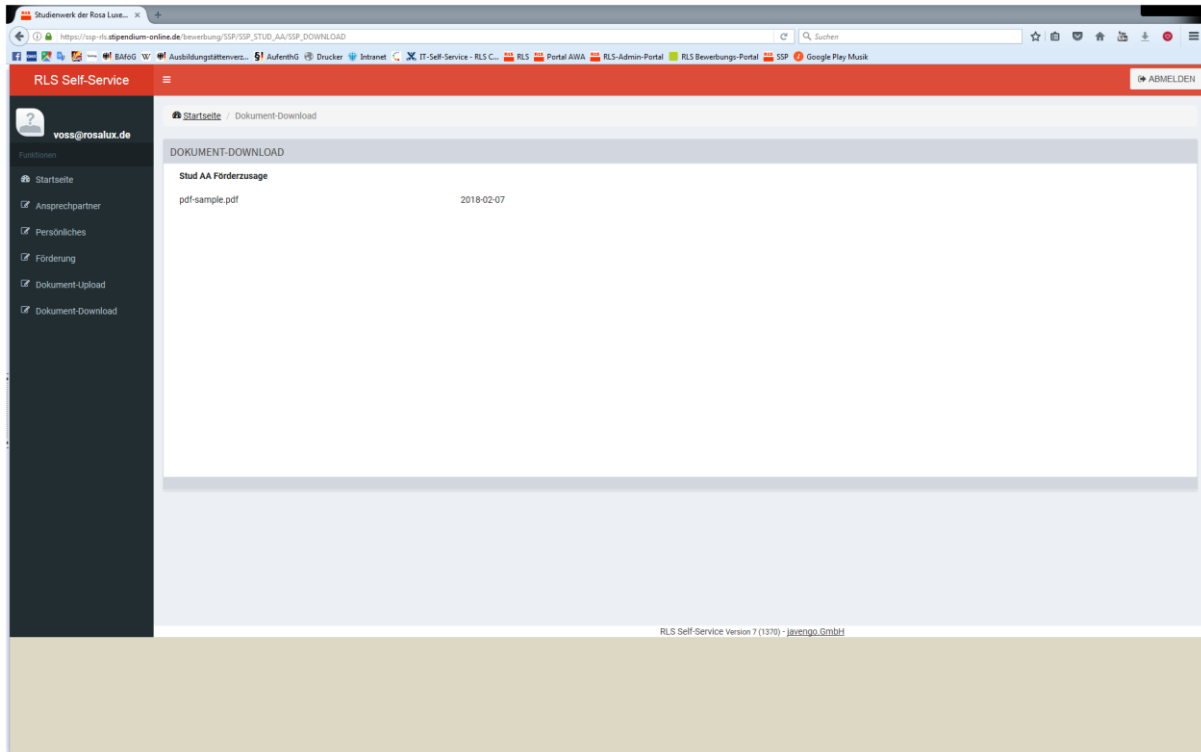 Studienwerk der Rosa Luxe... × +
https://ssp-rls.stipendium-online.de/bewerbung/SSP/SSP_STUD_AA/SSP_DOWNLOAD Suchen
BAföG W Ausbildungsstättenverz... §! AufenthG Drucker Intranet IT-Self-Service - RLS C... RLS Portal AWA RLS-Admin-Portal RLS Bewerbungs-Portal SSP Google Play Musik
RLS Self-Service ABMELDEN
Startseite / Dokument-Download
voss@rosalux.de
Funktionen
Startseite
Ansprechpartner
Persönliches
Förderung
Dokument-Upload
Dokument-Download
DOKUMENT-DOWNLOAD
Stud AA Förderzusage
pdf-sample.pdf 2018-02-07
RLS Self-Service Version 7 (1370) - javengo.GmbH